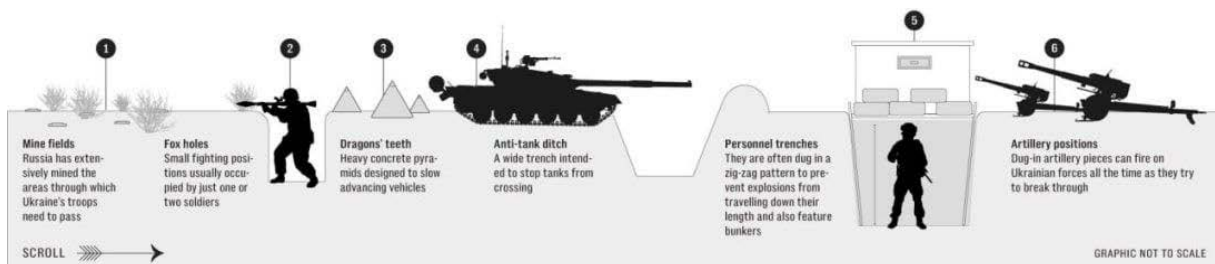 1
2
3
4
5
6
Mine fields
Russia has exten-
sively mined the
areas through which
Ukraine's troops
need to pass
Fox holes
Small fighting posi-
tions usually occu-
pied by just one or
two soldiers
Dragons' teeth
Heavy concrete pyra-
mids designed to slow
advancing vehicles
Anti-tank ditch
A wide trench intend-
ed to stop tanks from
crossing
Personnel trenches
They are often dug in a
zig-zag pattern to pre-
vent explosions from
travelling down their
length and also feature
bunkers
Artillery positions
Dug-in artillery pieces can fire on
Ukrainian forces all the time as they try
to break through
SCROLL
GRAPHIC NOT TO SCALE